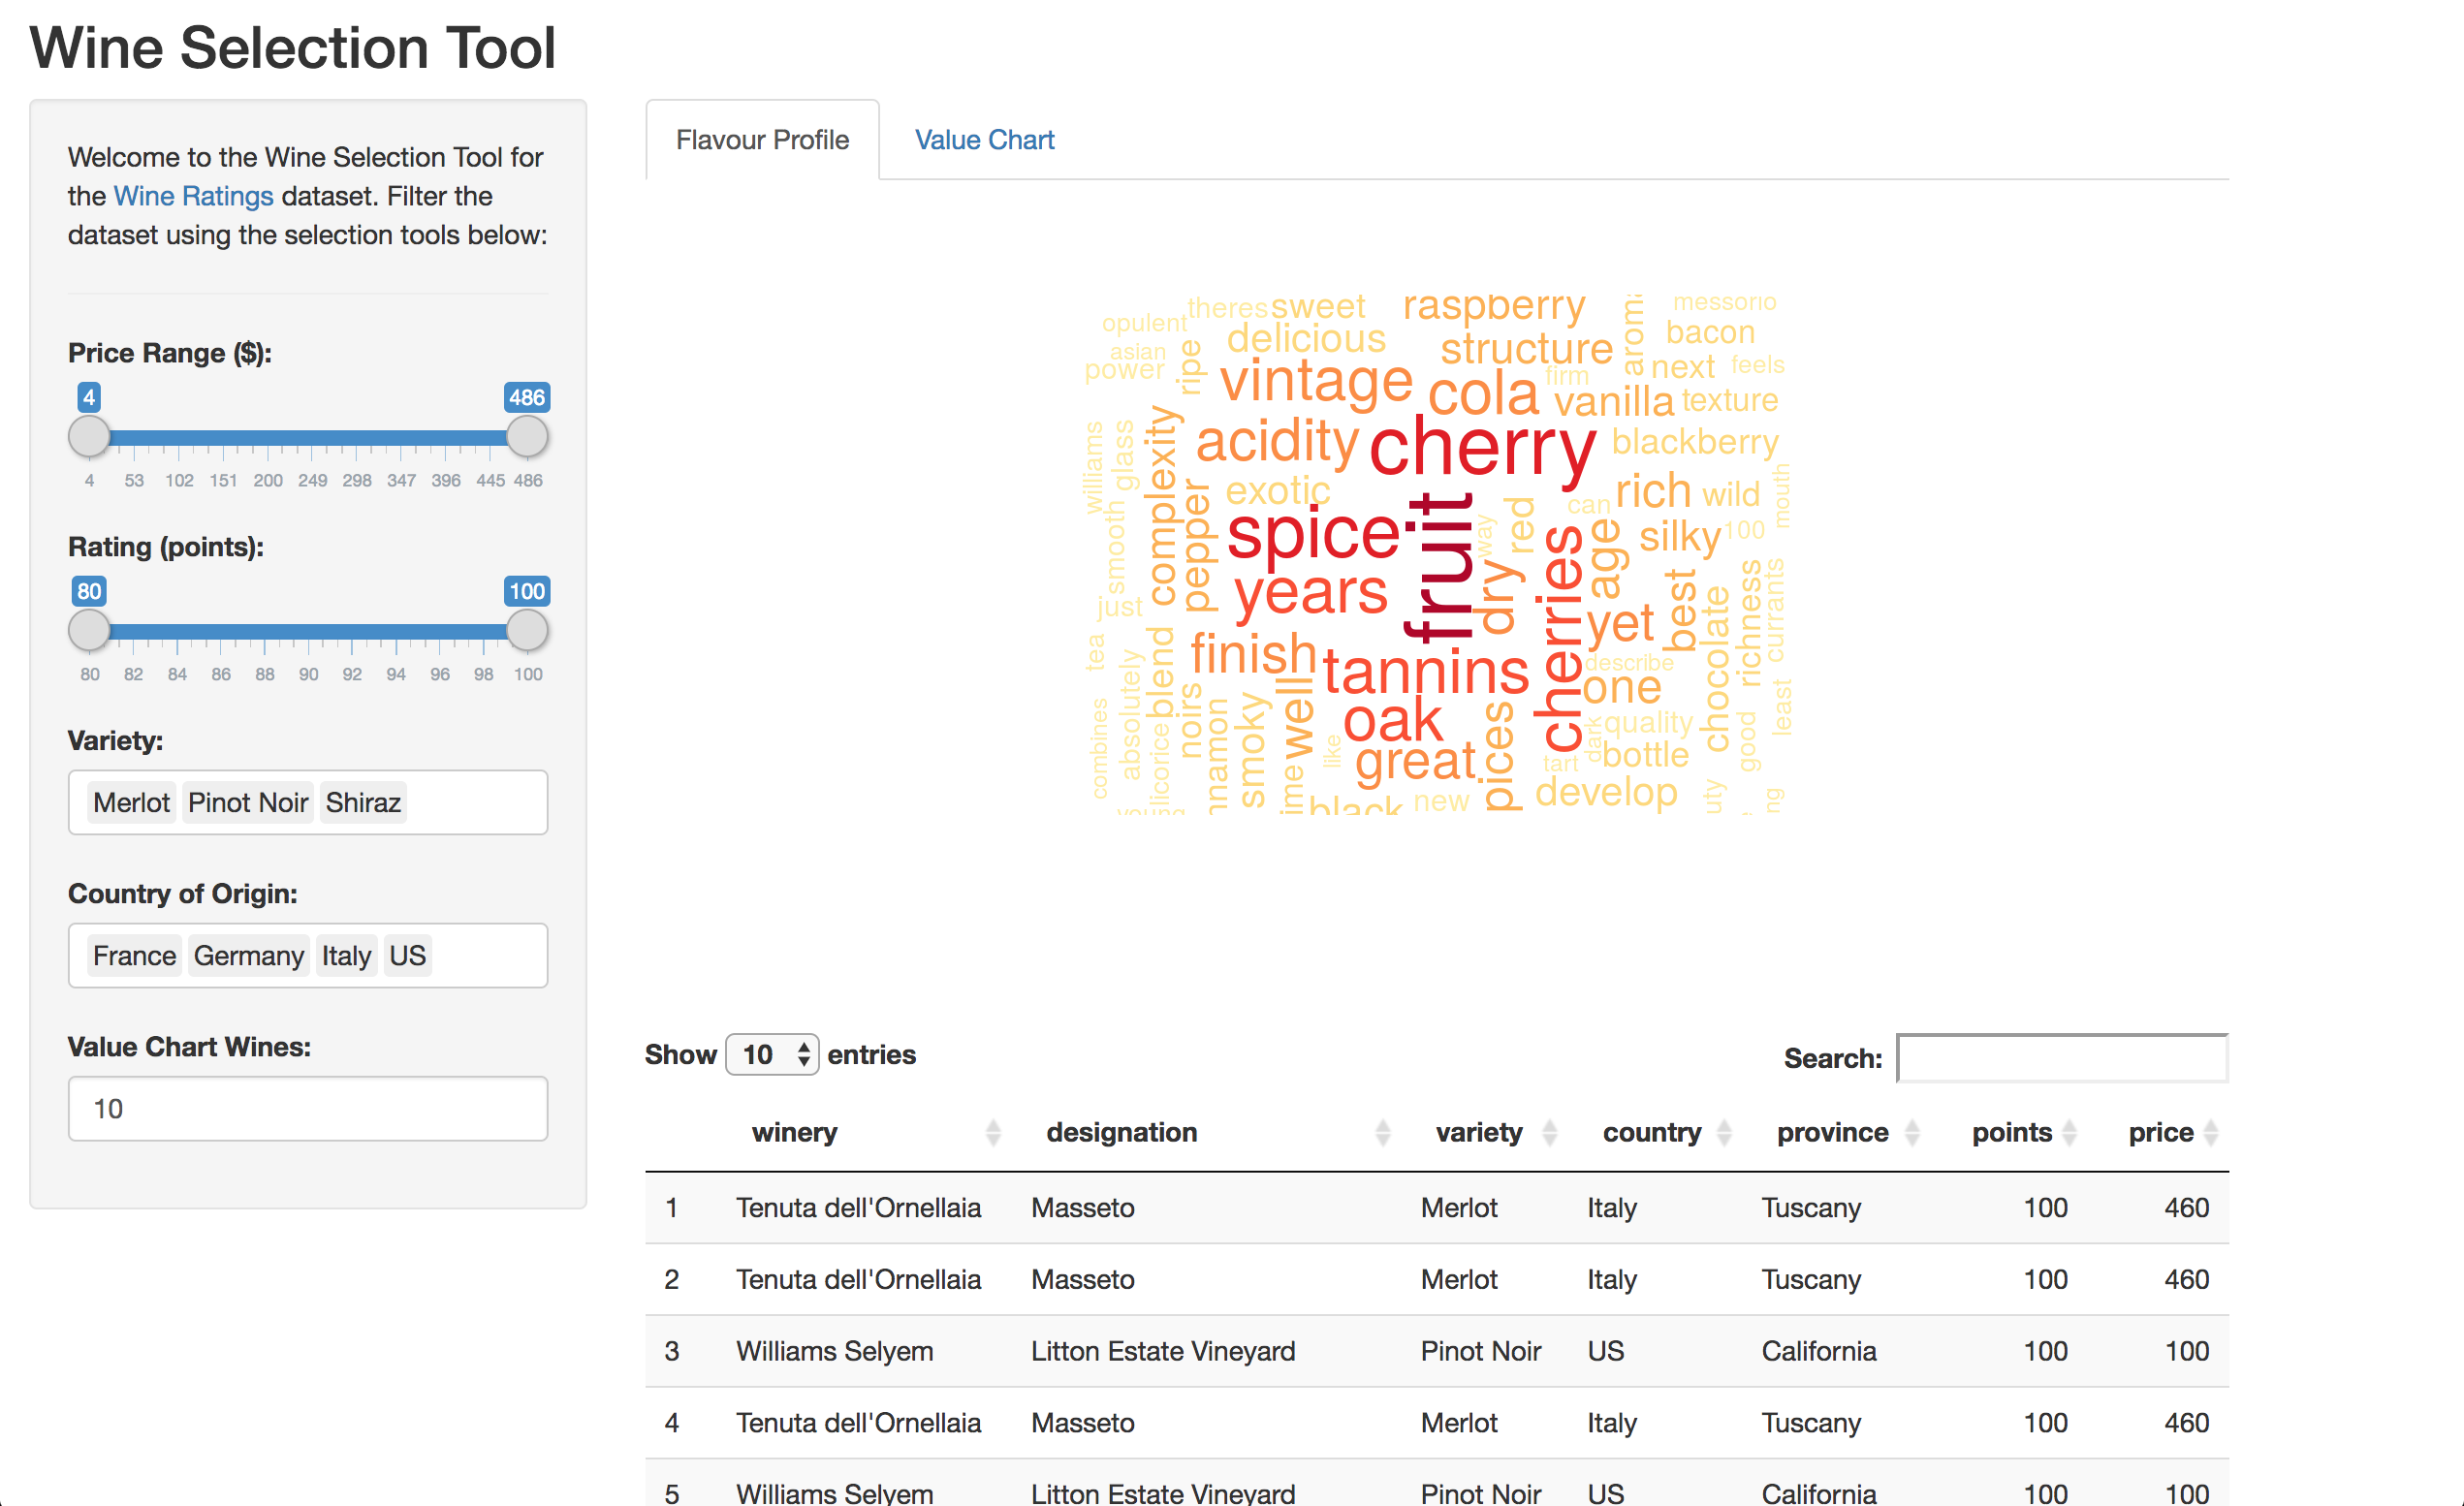 Wine Selection Tool
Welcome to the Wine Selection Tool for
the Wine Ratings dataset. Filter the
dataset using the selection tools below:
Price Range ($):
4 486
4 53 102 151 200 249 298 347 396 445 486
Rating (points):
80 100
80 82 84 86 88 90 92 94 96 98 100
Variety:
Merlot Pinot Noir Shiraz
Country of Origin:
France Germany Italy US
Value Chart Wines:
10
Flavour Profile Value Chart
opulent theres sweet raspberry messorio
asian delicious structure bacon
power ripe vintage cola firm next feels
vanilla texture
williams glass complexity acidity cherry blackberry
exotic can rich wild mouth
smooth pepper spice fruit way red age silky 100
just years dry cherries yet best chocolate richness currants
tea blend finish tannins describe
absolutely noirs well oak one
combines licorice smoky like great dark quality good least
tart bottle
black new develop
Show 10 entries
Search:
winery designation variety country province points price
1 Tenuta dell'Ornellaia Masseto Merlot Italy Tuscany 100 460
2 Tenuta dell'Ornellaia Masseto Merlot Italy Tuscany 100 460
3 Williams Selyem Litton Estate Vineyard Pinot Noir US California 100 100
4 Tenuta dell'Ornellaia Masseto Merlot Italy Tuscany 100 460
5 Williams Selyem Litton Estate Vineyard Pinot Noir US California 100 100